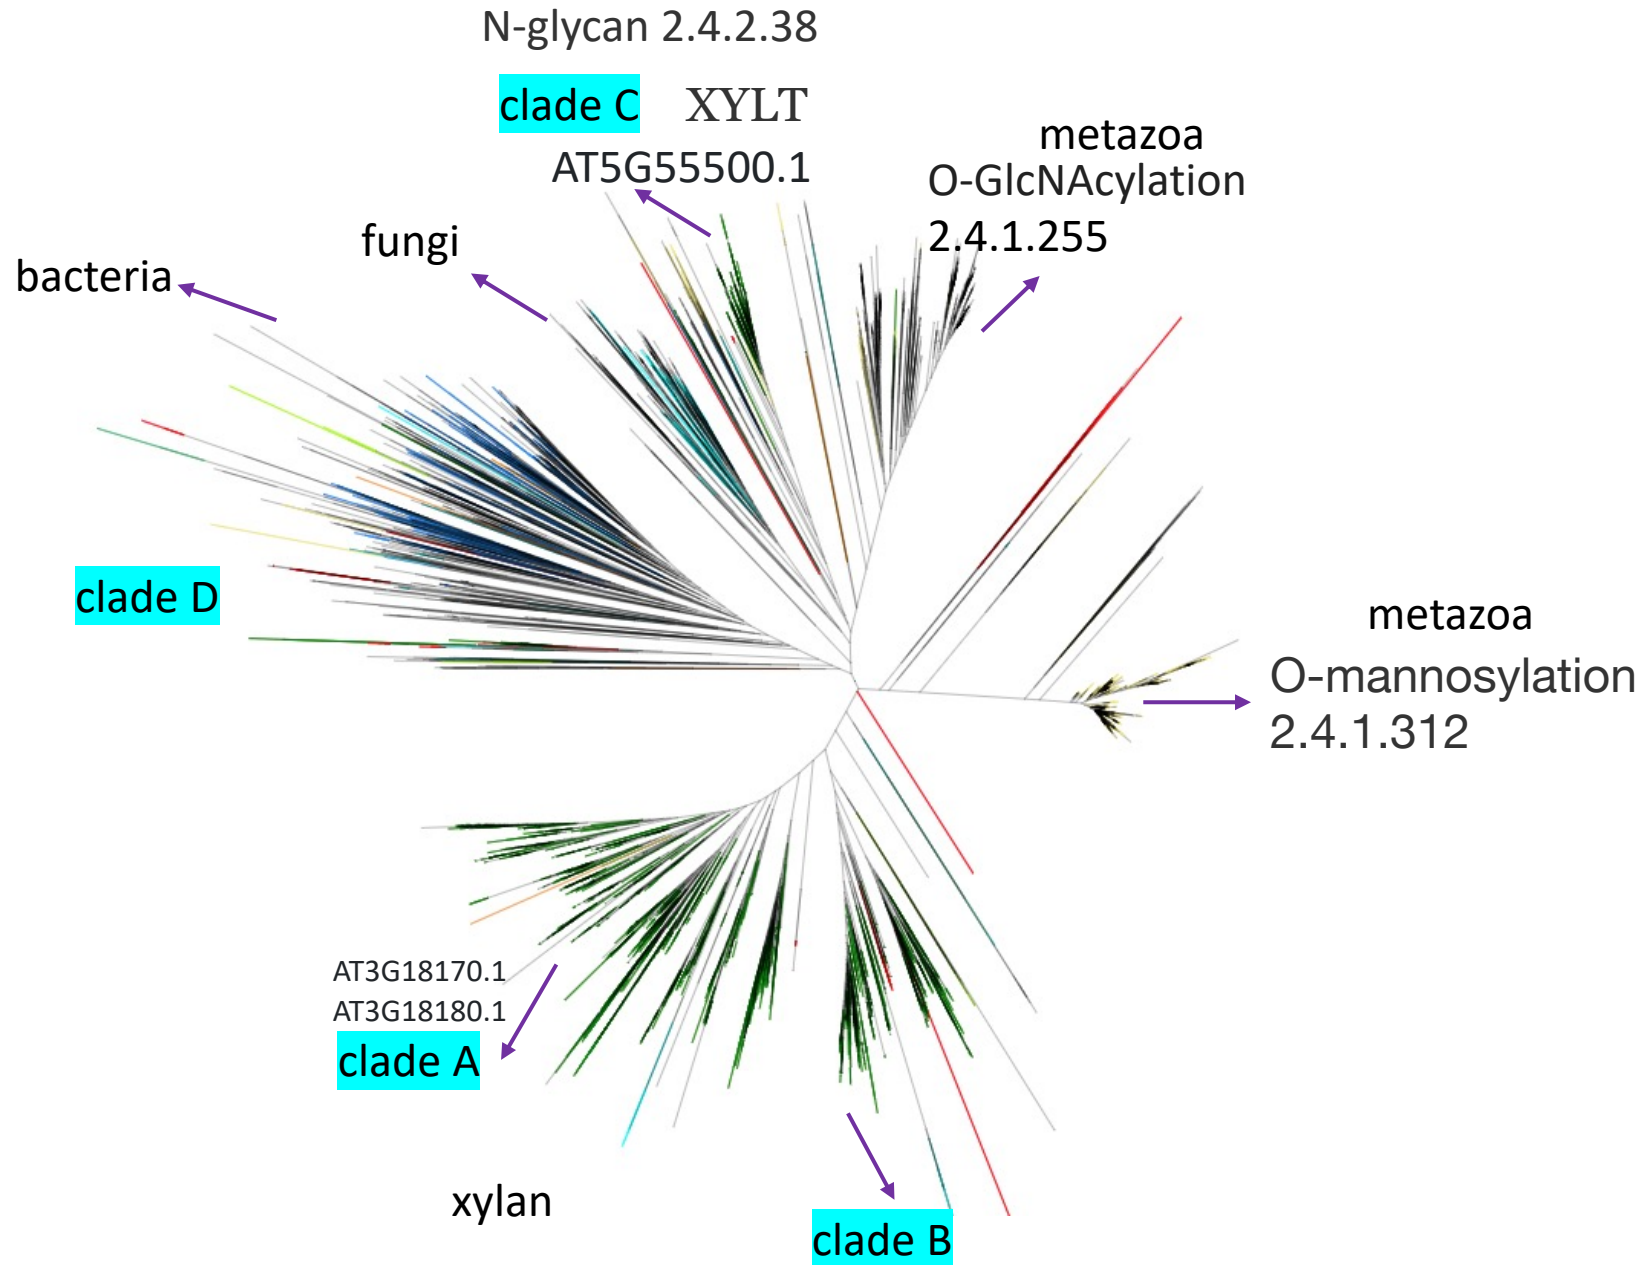 N-glycan 2.4.2.38
clade C XYLT
AT5G55500.1
metazoa
O-GlcNAcylation
2.4.1.255
fungi
bacteria
clade D
metazoa
O-mannosylation
2.4.1.312
AT3G18170.1
AT3G18180.1
clade A
xylan
clade B